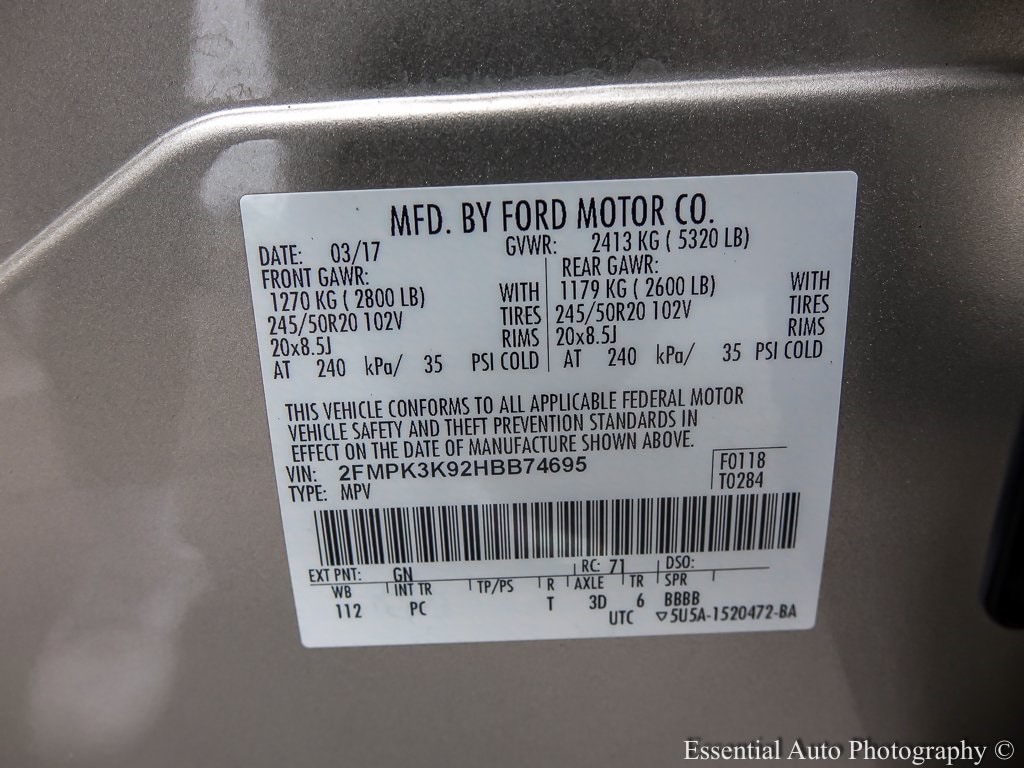 MFD. BY FORD MOTOR CO.
DATE: 03/17 GVWR: 2413 KG ( 5320 LB)
FRONT GAWR: REAR GAWR:
1270 KG ( 2800 LB) WITH 1179 KG ( 2600 LB) WITH
245/50R20 102V TIRES 245/50R20 102V TIRES
20x8.5J RIMS 20x8.5J RIMS
AT 240 kPa/ 35 PSI COLD AT 240 kPa/ 35 PSI COLD
THIS VEHICLE CONFORMS TO ALL APPLICABLE FEDERAL MOTOR
VEHICLE SAFETY AND THEFT PREVENTION STANDARDS IN
EFFECT ON THE DATE OF MANUFACTURE SHOWN ABOVE.
VIN: 2FMPK3K92HBB74695 F0118
TYPE: MPV T0284
EXT PNT: GN RC: 71 DSO:
WB INT TR TP/PS R AXLE TR SPR
112 PC T 3D 6 BBBB
UTC ▽5U5A-1520472-BA
Essential Auto Photography ©